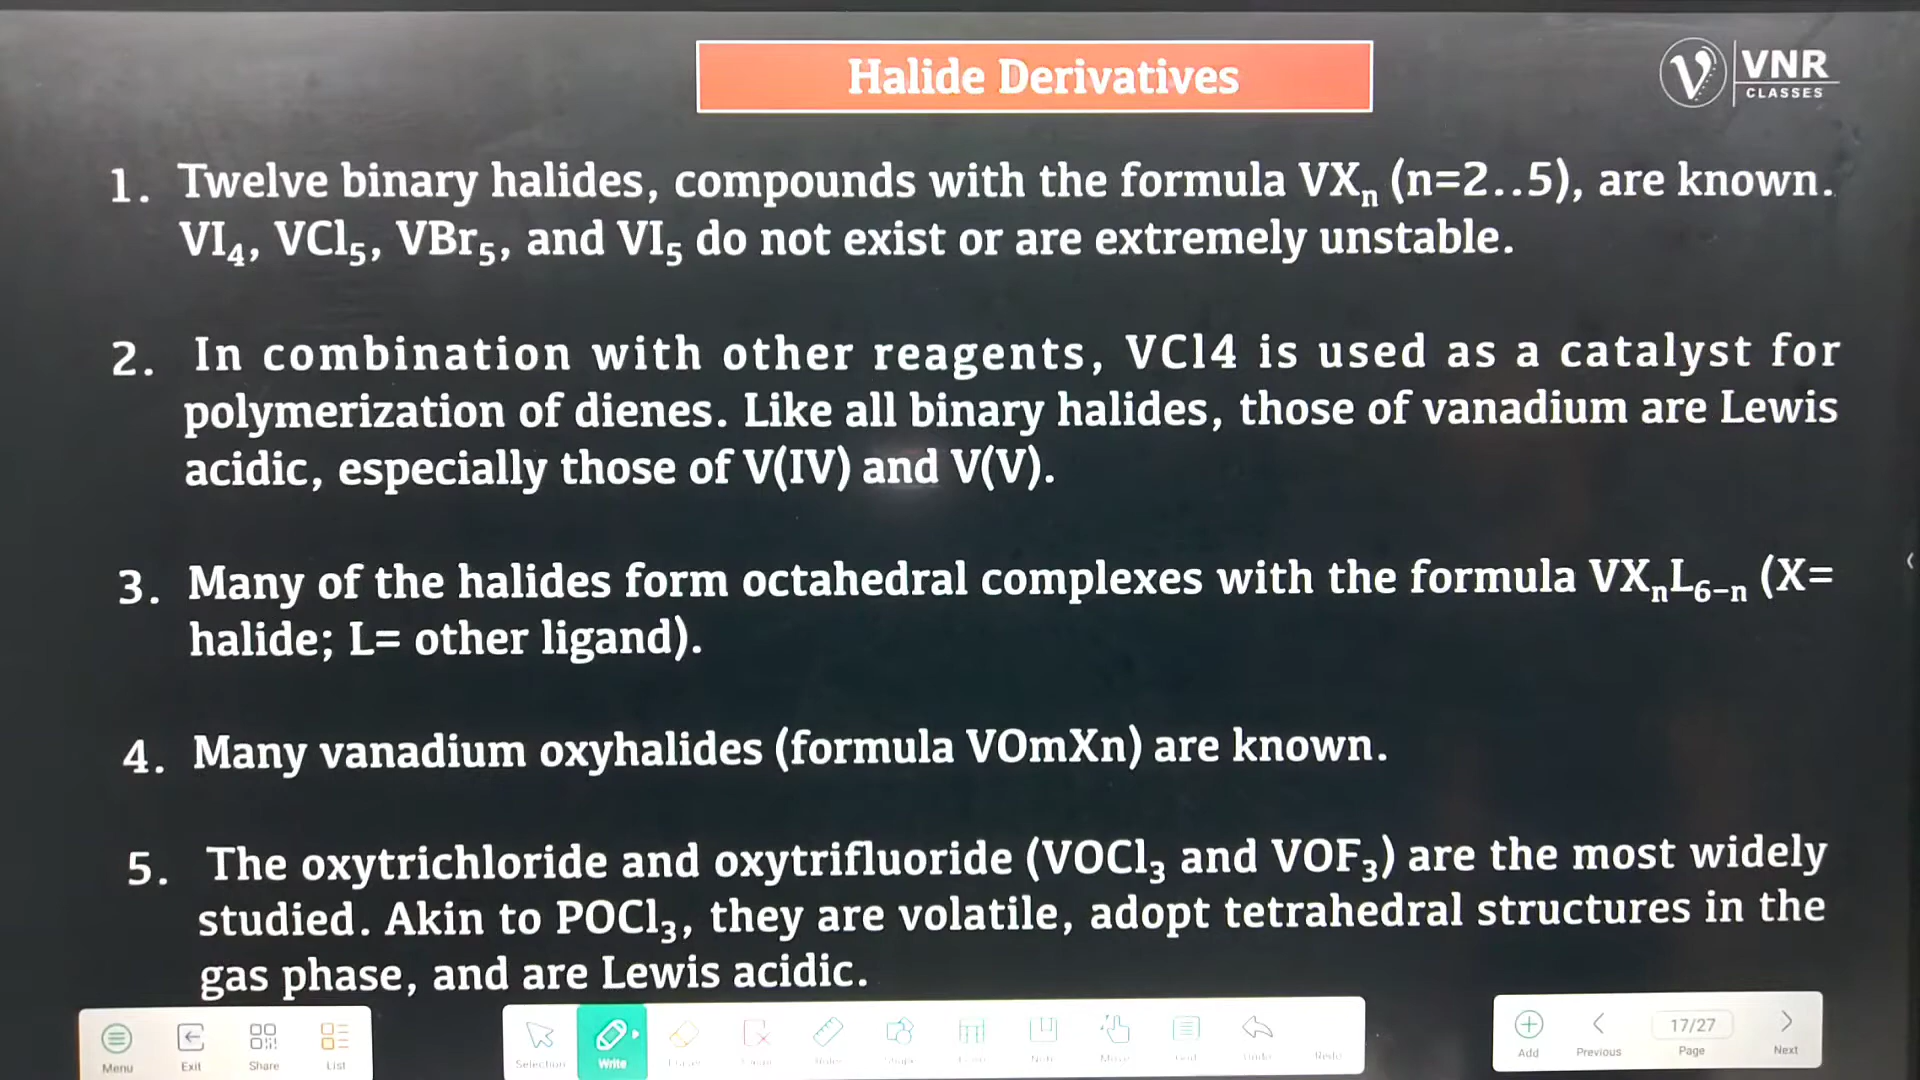 Halide Derivatives
VNR
CLASSES
1. Twelve binary halides, compounds with the formula VXₙ (n=2..5), are known.
VI₄, VCl₅, VBr₅, and VI₅ do not exist or are extremely unstable.
2. In combination with other reagents, VCl4 is used as a catalyst for
polymerization of dienes. Like all binary halides, those of vanadium are Lewis
acidic, especially those of V(IV) and V(V).
3. Many of the halides form octahedral complexes with the formula VXₙL₆₋ₙ (X=
halide; L= other ligand).
4. Many vanadium oxyhalides (formula VOmXn) are known.
5. The oxytrichloride and oxytrifluoride (VOCl₃ and VOF₃) are the most widely
studied. Akin to POCl₃, they are volatile, adopt tetrahedral structures in the
gas phase, and are Lewis acidic.
Menu Exit Share List Selection Write Move Undo Redo Add Previous 17/27 Page Next